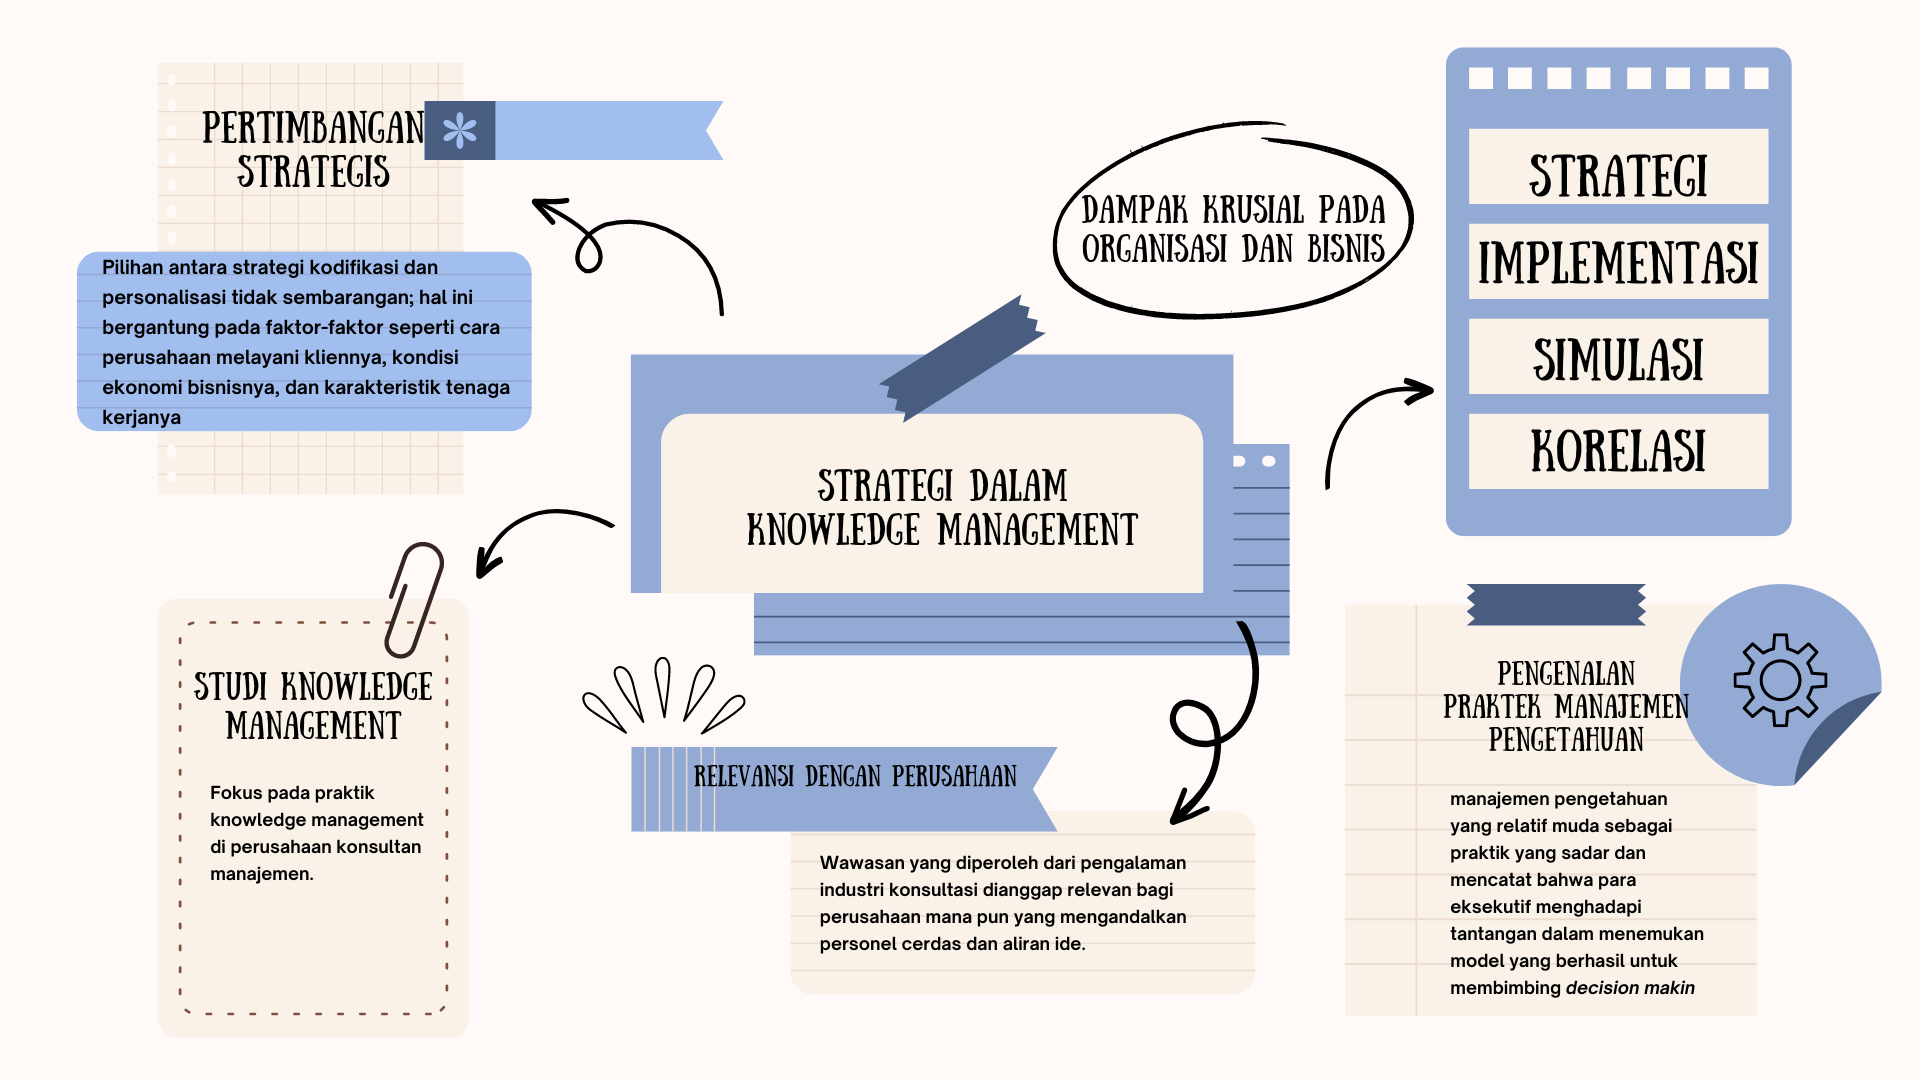 PERTIMBANGAN
STRATEGIS
Pilihan antara strategi kodifikasi dan
personalisasi tidak sembarangan; hal ini
bergantung pada faktor-faktor seperti cara
perusahaan melayani kliennya, kondisi
ekonomi bisnisnya, dan karakteristik tenaga
kerjanya
DAMPAK KRUSIAL PADA
ORGANISASI DAN BISNIS
STRATEGI
IMPLEMENTASI
SIMULASI
KORELASI
STRATEGI DALAM
KNOWLEDGE MANAGEMENT
STUDI KNOWLEDGE
MANAGEMENT
Fokus pada praktik
knowledge management
di perusahaan konsultan
manajemen.
RELEVANSI DENGAN PERUSAHAAN
Wawasan yang diperoleh dari pengalaman
industri konsultasi dianggap relevan bagi
perusahaan mana pun yang mengandalkan
personel cerdas dan aliran ide.
PENGENALAN
PRAKTEK MANAJEMEN
PENGETAHUAN
manajemen pengetahuan
yang relatif muda sebagai
praktik yang sadar dan
mencatat bahwa para
eksekutif menghadapi
tantangan dalam menemukan
model yang berhasil untuk
membimbing decision makin